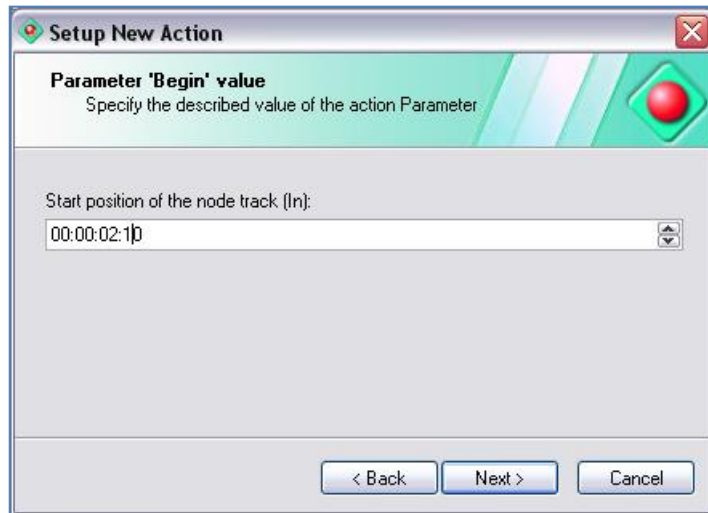 Setup New Action
Parameter 'Begin' value
Specify the described value of the action Parameter
Start position of the node track (In):
00:00:02:10
< Back
Next >
Cancel